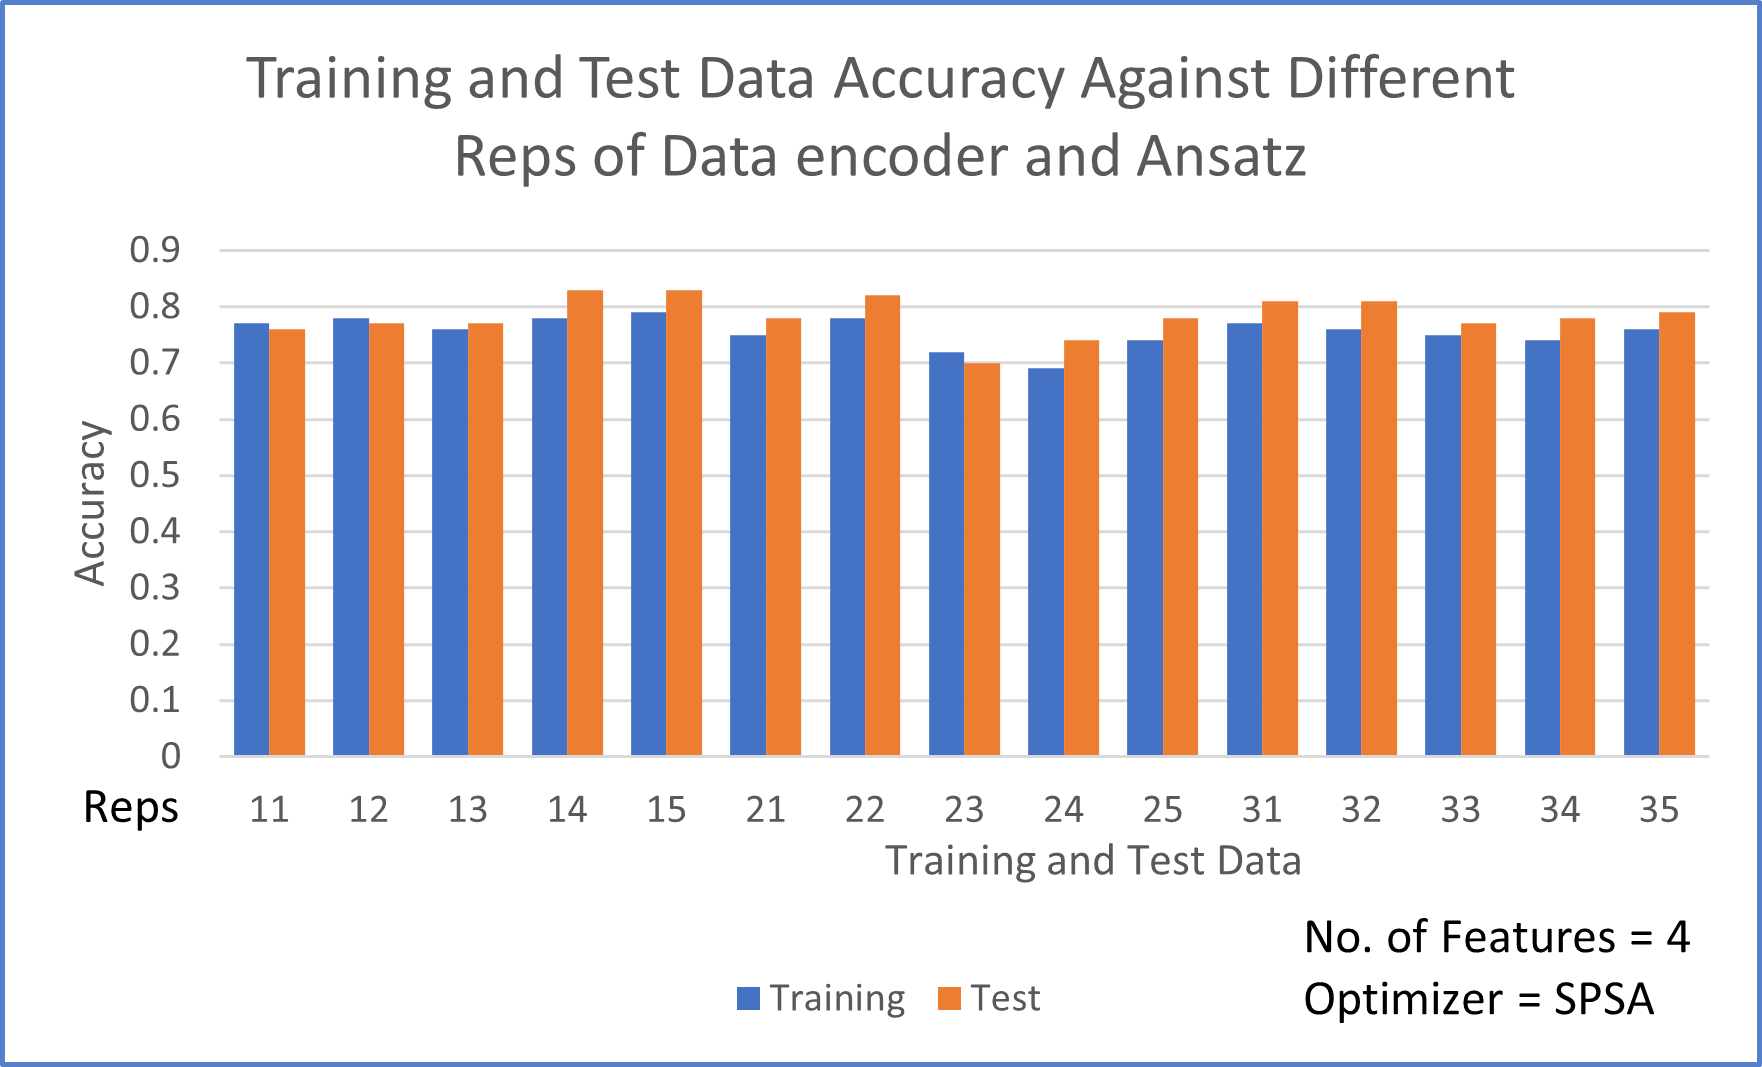 Training and Test Data Accuracy Against Different
Reps of Data encoder and Ansatz
0.9
0.8
0.7
0.6
0.5
0.4
0.3
0.2
0.1
0
Accuracy
Reps 11 12 13 14 15 21 22 23 24 25 31 32 33 34 35
Training and Test Data
No. of Features = 4
Training Test
Optimizer = SPSA